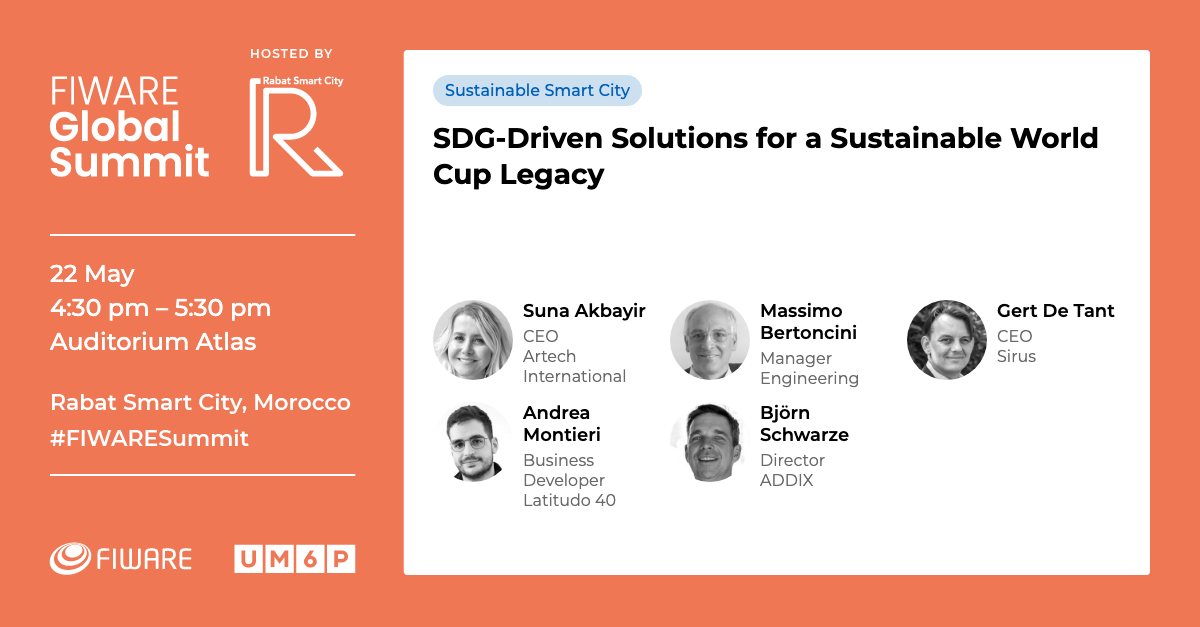 HOSTED BY
FIWARE
Global
Summit
Rabat Smart City
R
22 May
4:30 pm – 5:30 pm
Auditorium Atlas
Rabat Smart City, Morocco
#FIWARESummit
FIWARE
UM6P
Sustainable Smart City
SDG-Driven Solutions for a Sustainable World
Cup Legacy
Suna Akbayir
CEO
Artech
International
Massimo
Bertoncini
Manager
Engineering
Gert De Tant
CEO
Sirus
Andrea
Montieri
Business
Developer
Latitudo 40
Björn
Schwarze
Director
ADDIX